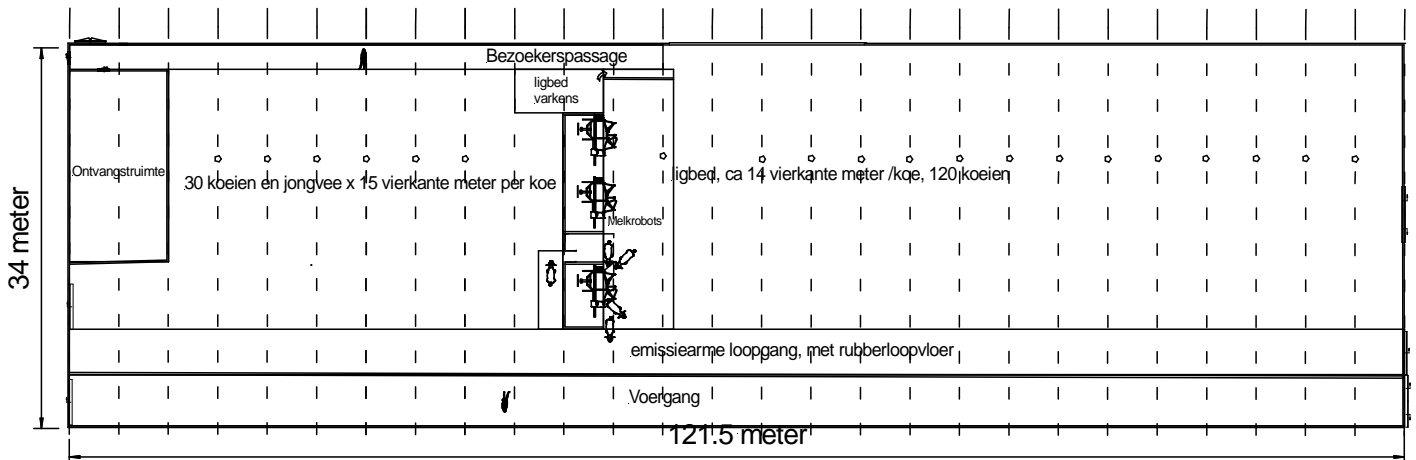 Bezoekerspassage
ligbed
varkens
Ontvangstruimte
30 koeien en jongvee x 15 vierkante meter per koe
ligbed, ca 14 vierkante meter /koe, 120 koeien
Melkrobots
34 meter
emissiearme loopgang, met rubberloopvloer
Voergang
121.5 meter